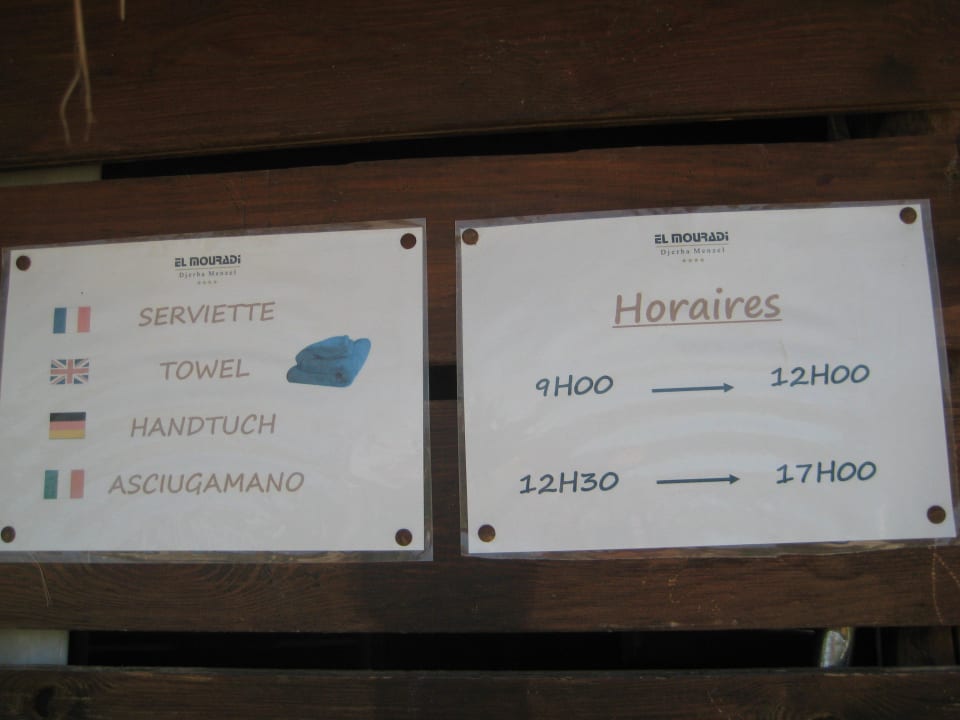 EL MOURADI
Djerba Menzel
SERVIETTE
TOWEL
HANDTUCH
ASCIUGAMANO
EL MOURADI
Djerba Menzel
Horaires
9H00 → 12H00
12H30 → 17H00